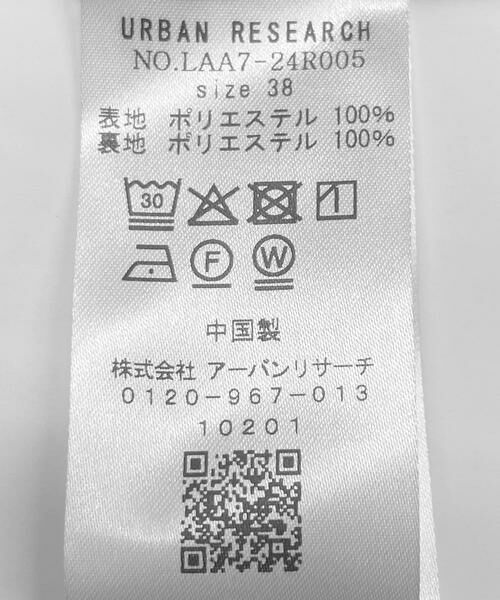 URBAN RESEARCH
NO.LAA7-24R005
size 38
表地 ポリエステル 100%
裏地 ポリエステル 100%
30
F W
中国製
株式会社 アーバンリサーチ
0120-967-013
10201